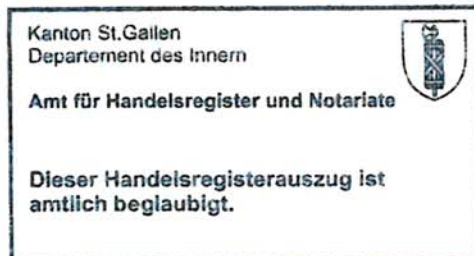 Kanton St.Gallen
Departement des Innern
Amt für Handelsregister und Notariate
Dieser Handelsregisterauszug ist
amtlich beglaubigt.